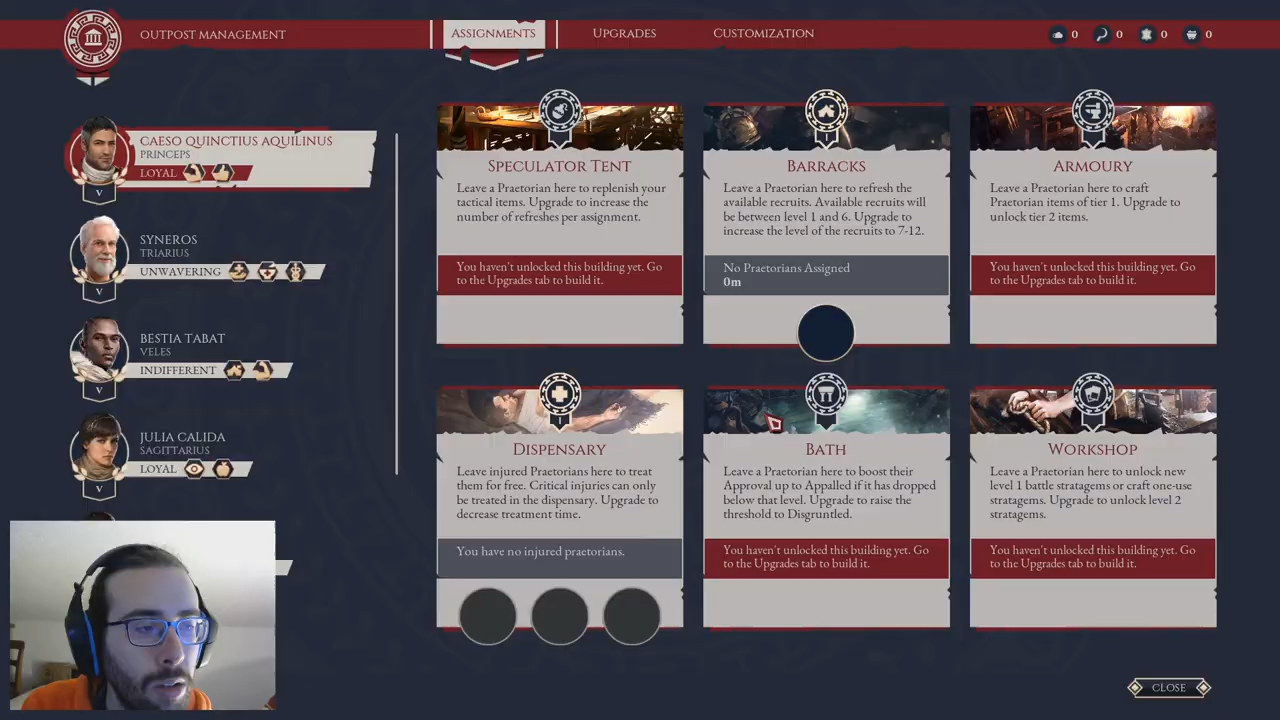 OUTPOST MANAGEMENT
ASSIGNMENTS
UPGRADES
CUSTOMIZATION
0
0
0
0
CAESO QUINCTIUS AQUILINUS
PRINCEPS
LOYAL
V
SYNEROS
TRIARIUS
UNWAVERING
V
BESTIA TABAT
VELES
INDIFFERENT
V
JULIA CALIDA
SAGITTARIUS
LOYAL
V
SPECULATOR TENT
Leave a Praetorian here to replenish your
tactical items. Upgrade to increase the
number of refreshes per assignment.
You haven't unlocked this building yet. Go
to the Upgrades tab to build it.
BARRACKS
Leave a Praetorian here to refresh the
available recruits. Available recruits will
be between level 1 and 6. Upgrade to
increase the level of the recruits to 7-12.
No Praetorians Assigned
0m
ARMOURY
Leave a Praetorian here to craft
Praetorian items of tier 1. Upgrade to
unlock tier 2 items.
You haven't unlocked this building yet. Go
to the Upgrades tab to build it.
I
DISPENSARY
Leave injured Praetorians here to treat
them for free. Critical injuries can only
be treated in the dispensary. Upgrade to
decrease treatment time.
You have no injured praetorians.
BATH
Leave a Praetorian here to boost their
Approval up to Appalled if it has dropped
below that level. Upgrade to raise the
threshold to Disgruntled.
You haven't unlocked this building yet. Go
to the Upgrades tab to build it.
WORKSHOP
Leave a Praetorian here to unlock new
level 1 battle stratagems or craft one-use
stratagems. Upgrade to unlock level 2
stratagems.
You haven't unlocked this building yet. Go
to the Upgrades tab to build it.
CLOSE